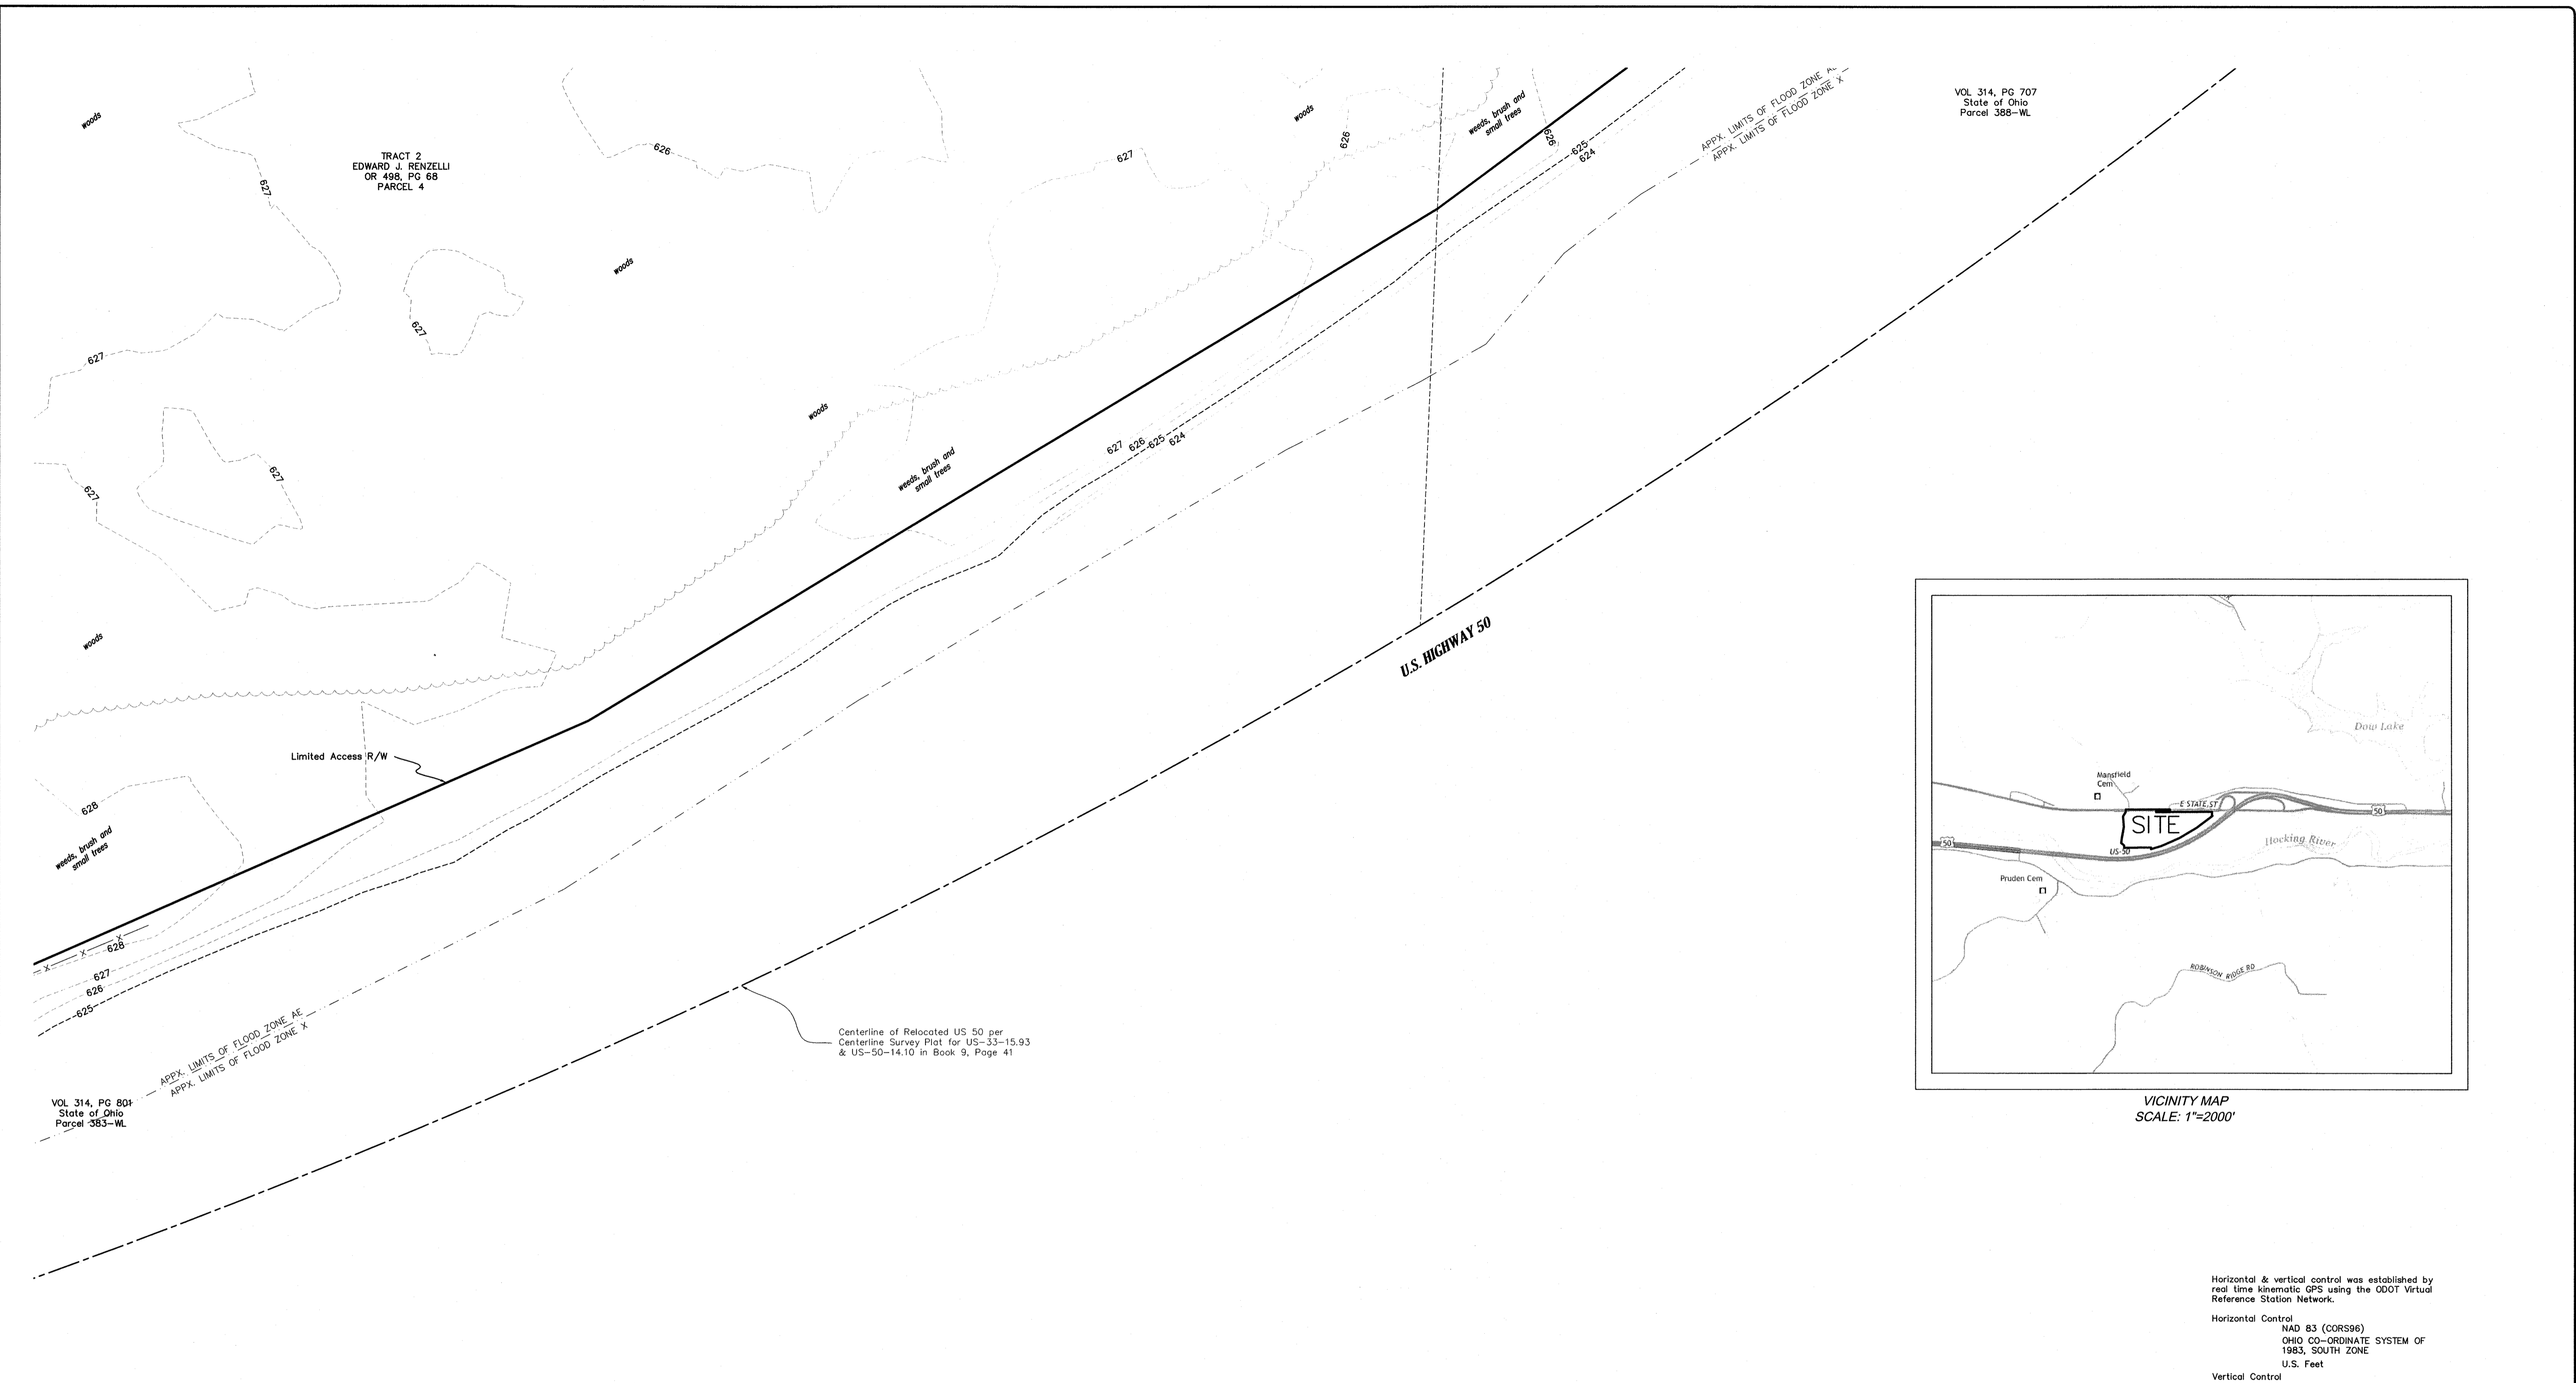 woods
TRACT 2
EDWARD J. RENZELLI
OR 498, PG 68
PARCEL 4
627
626
627
woods
626
weeds, brush and
small trees
626
625
624
APPX. LIMITS OF FLOOD ZONE AE
APPX. LIMITS OF FLOOD ZONE X
VOL 314, PG 707
State of Ohio
Parcel 388-WL
woods
627
627
woods
627
627
weeds, brush and
small trees
627
626
625
624
woods
U.S. HIGHWAY 50
Limited Access R/W
628
weeds, brush and
small trees
628
627
626
625
APPX. LIMITS OF FLOOD ZONE AE
APPX. LIMITS OF FLOOD ZONE X
VOL 314, PG 801
State of Ohio
Parcel 383-WL
Centerline of Relocated US 50 per
Centerline Survey Plat for US-33-15.93
& US-50-14.10 in Book 9, Page 41
Dow Lake
Mansfield
Cem
E STATE ST
50
SITE
Hocking River
50
US-50
Pruden Cem
ROBINSON RIDGE RD
VICINITY MAP
SCALE: 1"=2000'
Horizontal & vertical control was established by
real time kinematic GPS using the ODOT Virtual
Reference Station Network.
Horizontal Control
NAD 83 (CORS96)
OHIO CO-ORDINATE SYSTEM OF
1983, SOUTH ZONE
U.S. Feet
Vertical Control